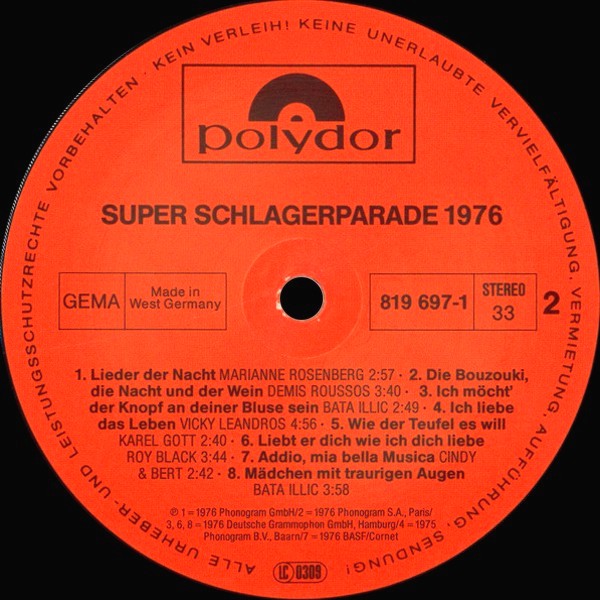 ALLE URHEBER- UND LEISTUNGSSCHUTZRECHTE VORBEHALTEN · KEIN VERLEIH! KEINE UNERLAUBTE VERVIELFÄLTIGUNG, VERMIETUNG, AUFFÜHRUNG, SENDUNG!
polydor
SUPER SCHLAGERPARADE 1976
GEMA
Made in
West Germany
819 697-1
STEREO
33
2
1. Lieder der Nacht MARIANNE ROSENBERG 2:57 · 2. Die Bouzouki,
die Nacht und der Wein DEMIS ROUSSOS 3:40 · 3. Ich möcht'
der Knopf an deiner Bluse sein BATA ILLIC 2:49 · 4. Ich liebe
das Leben VICKY LEANDROS 4:56 · 5. Wie der Teufel es will
KAREL GOTT 2:40 · 6. Liebt er dich wie ich dich liebe
ROY BLACK 3:44 · 7. Addio, mia bella Musica CINDY
& BERT 2:42 · 8. Mädchen mit traurigen Augen
BATA ILLIC 3:58
℗ 1 = 1976 Phonogram GmbH/2 = 1976 Phonogram S.A., Paris/
3, 6, 8 = 1976 Deutsche Grammophon GmbH, Hamburg/4 = 1975
Phonogram B.V., Baarn/7 = 1976 BASF/Cornet
LC 0309